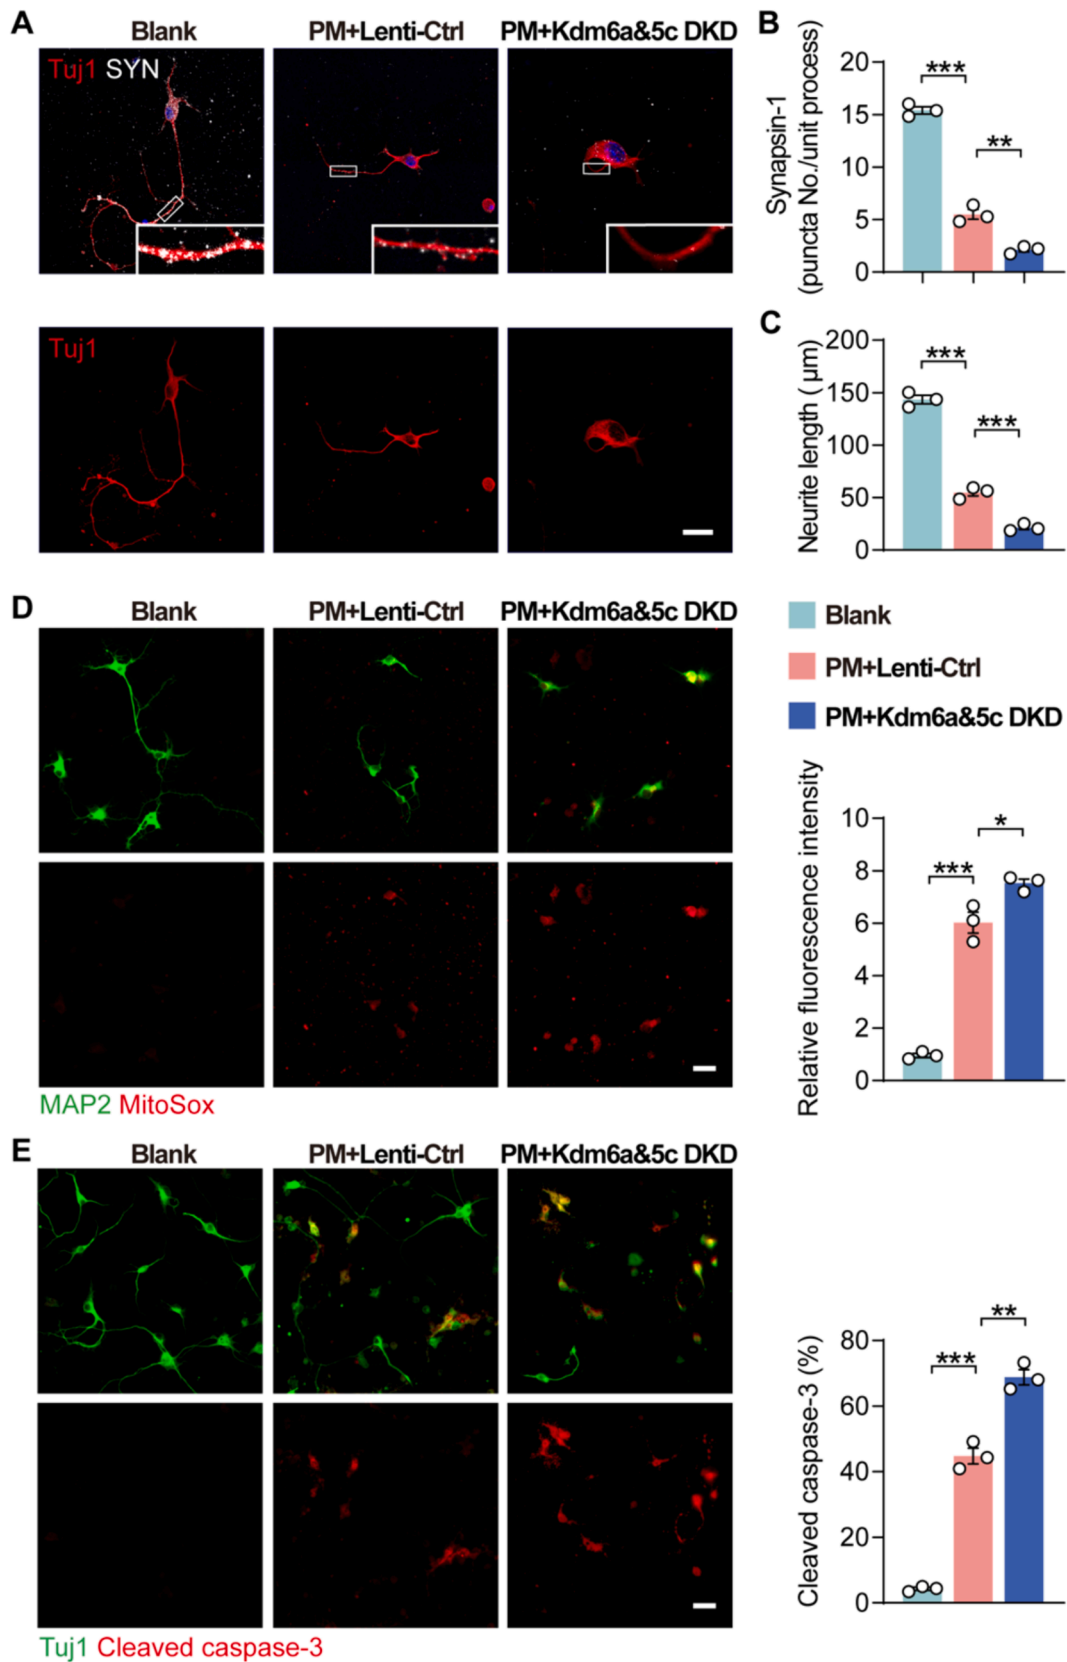 A
Blank
PM+Lenti-Ctrl
PM+Kdm6a&5c DKD
Tuj1 SYN
Tuj1
B
Synapsin-1
(puncta No./unit process)
20
15
10
5
0
***
**
C
Neurite length ( μm)
200
150
100
50
0
***
***
Blank
PM+Lenti-Ctrl
PM+Kdm6a&5c DKD
D
Blank
PM+Lenti-Ctrl
PM+Kdm6a&5c DKD
MAP2 MitoSox
Relative fluorescence intensity
10
8
6
4
2
0
***
*
E
Blank
PM+Lenti-Ctrl
PM+Kdm6a&5c DKD
Tuj1 Cleaved caspase-3
Cleaved caspase-3 (%)
80
60
40
20
0
***
**